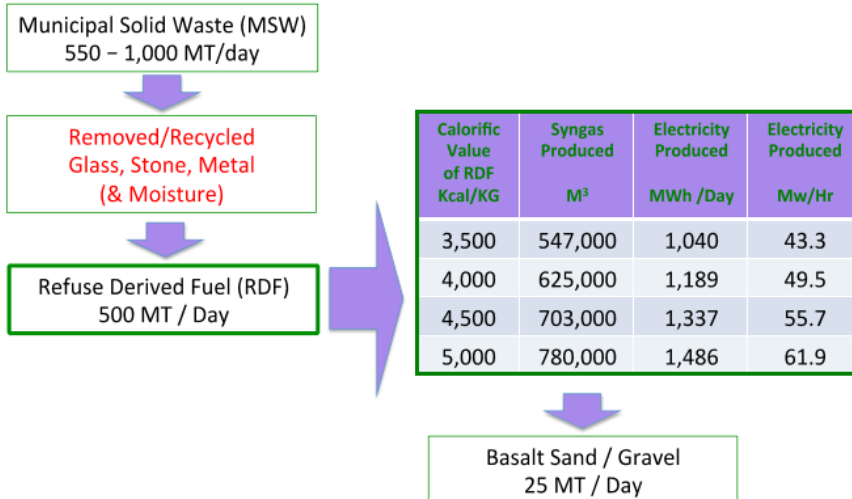 Municipal Solid Waste (MSW)
550 – 1,000 MT/day
Removed/Recycled
Glass, Stone, Metal
(& Moisture)
Refuse Derived Fuel (RDF)
500 MT / Day
Calorific Value of RDF Kcal/KG | Syngas Produced M³ | Electricity Produced MWh /Day | Electricity Produced Mw/Hr
3,500 | 547,000 | 1,040 | 43.3
4,000 | 625,000 | 1,189 | 49.5
4,500 | 703,000 | 1,337 | 55.7
5,000 | 780,000 | 1,486 | 61.9
Basalt Sand / Gravel
25 MT / Day